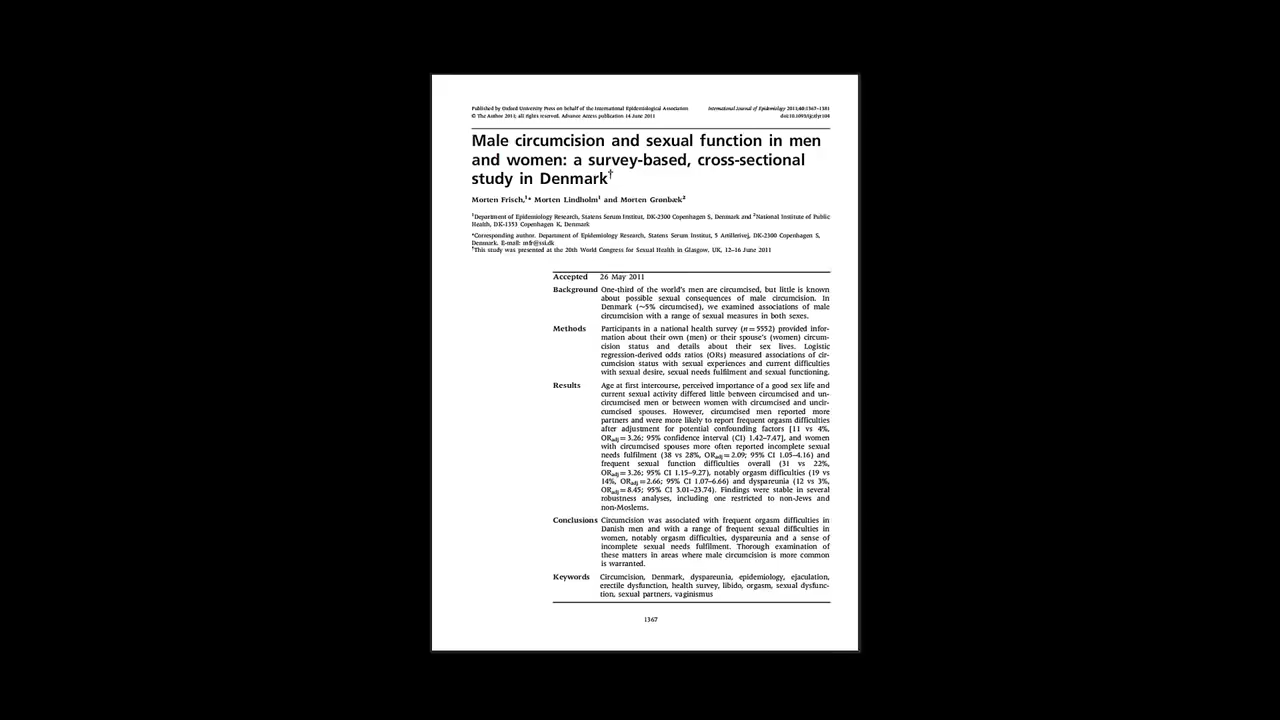 Published by Oxford University Press on behalf of the International Epidemiological Association
© The Author 2011; all rights reserved. Advance Access publication 14 June 2011
International Journal of Epidemiology 2011;40:1367–1381
doi:10.1093/ije/dyr104
Male circumcision and sexual function in men
and women: a survey-based, cross-sectional
study in Denmark†
Morten Frisch,1* Morten Lindholm1 and Morten Grønbæk2
1Department of Epidemiology Research, Statens Serum Institut, DK-2300 Copenhagen S, Denmark and 2National Institute of Public
Health, DK-1353 Copenhagen K, Denmark
*Corresponding author. Department of Epidemiology Research, Statens Serum Institut, 5 Artillerivej, DK-2300 Copenhagen S,
Denmark. E-mail: mfr@ssi.dk
†This study was presented at the 20th World Congress for Sexual Health in Glasgow, UK, 12–16 June 2011
Accepted 26 May 2011
Background One-third of the world's men are circumcised, but little is known
about possible sexual consequences of male circumcision. In
Denmark (~5% circumcised), we examined associations of male
circumcision with a range of sexual measures in both sexes.
Methods Participants in a national health survey (n = 5552) provided infor-
mation about their own (men) or their spouse's (women) circum-
cision status and details about their sex lives. Logistic
regression-derived odds ratios (ORs) measured associations of cir-
cumcision status with sexual experiences and current difficulties
with sexual desire, sexual needs fulfilment and sexual functioning.
Results Age at first intercourse, perceived importance of a good sex life and
current sexual activity differed little between circumcised and un-
circumcised men or between women with circumcised and uncir-
cumcised spouses. However, circumcised men reported more
partners and were more likely to report frequent orgasm difficulties
after adjustment for potential confounding factors [11 vs 4%,
ORadj = 3.26; 95% confidence interval (CI) 1.42–7.47], and women
with circumcised spouses more often reported incomplete sexual
needs fulfilment (38 vs 28%, ORadj = 2.09; 95% CI 1.05–4.16) and
frequent sexual function difficulties overall (31 vs 22%,
ORadj = 3.26; 95% CI 1.15–9.27), notably orgasm difficulties (19 vs
14%, ORadj = 2.66; 95% CI 1.07–6.66) and dyspareunia (12 vs 3%,
ORadj = 8.45; 95% CI 3.01–23.74). Findings were stable in several
robustness analyses, including one restricted to non-Jews and
non-Moslems.
Conclusions Circumcision was associated with frequent orgasm difficulties in
Danish men and with a range of frequent sexual difficulties in
women, notably orgasm difficulties, dyspareunia and a sense of
incomplete sexual needs fulfilment. Thorough examination of
these matters in areas where male circumcision is more common
is warranted.
Keywords Circumcision, Denmark, dyspareunia, epidemiology, ejaculation,
erectile dysfunction, health survey, libido, orgasm, sexual dysfunc-
tion, sexual partners, vaginismus
1367